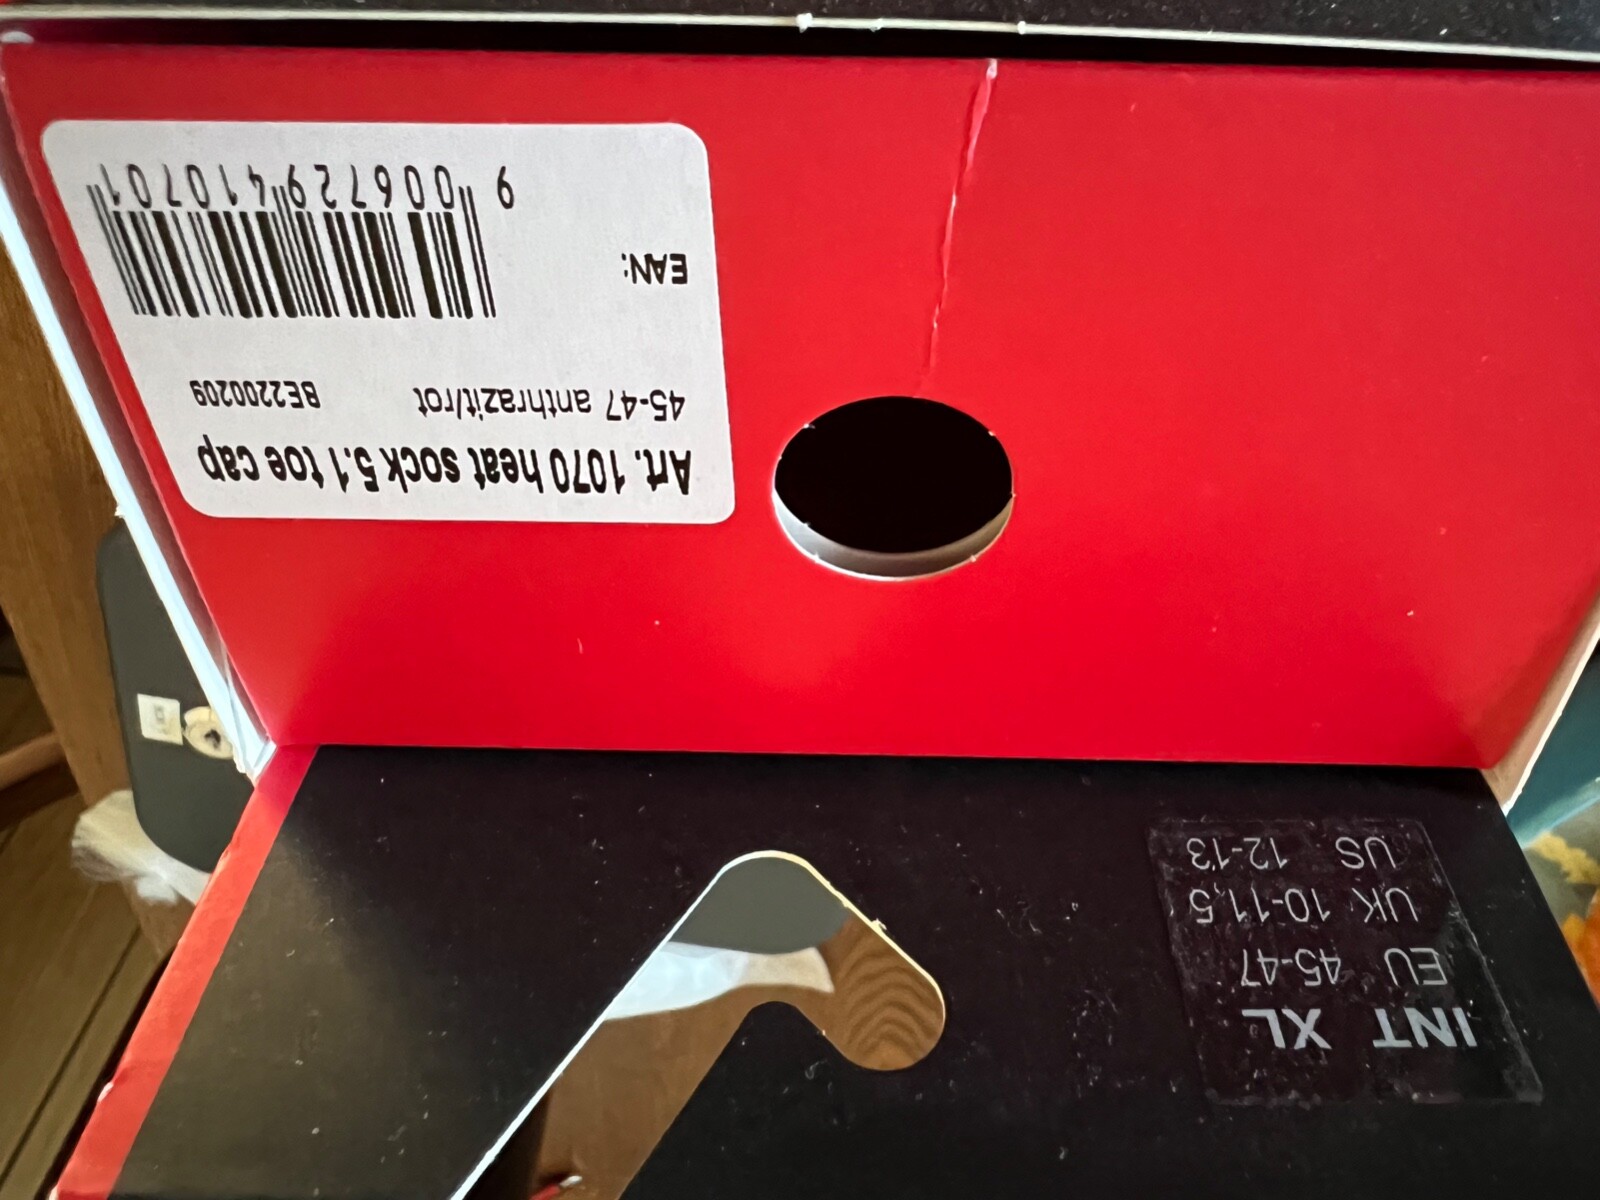 Art. 1070 heat sock 5.1 toe cap
45-47 anthrazit/rot BE2200209
EAN:
9 006729 410701
INT XL
EU 45-47
UK 10-11,5
US 12-13